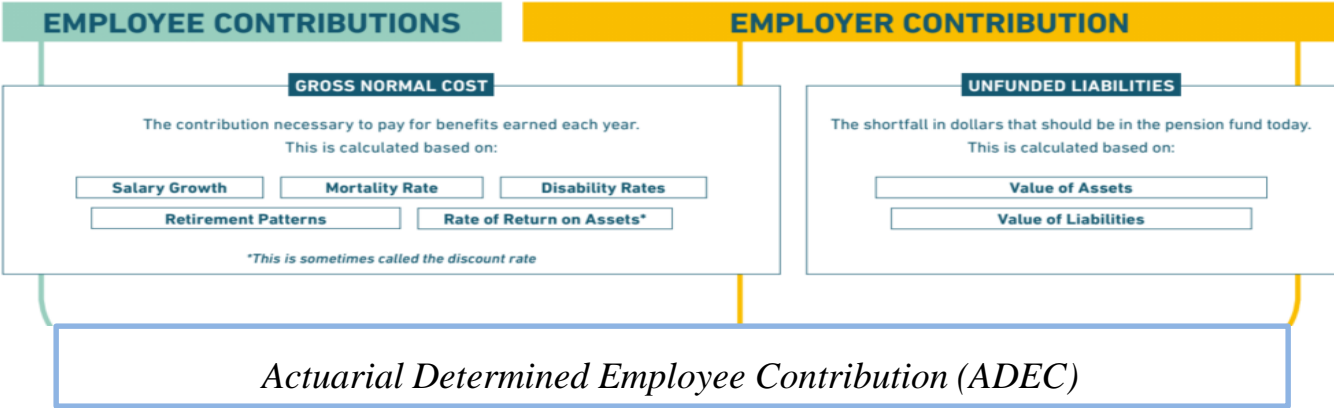 EMPLOYEE CONTRIBUTIONS
EMPLOYER CONTRIBUTION
GROSS NORMAL COST
The contribution necessary to pay for benefits earned each year.
This is calculated based on:
Salary Growth
Mortality Rate
Disability Rates
Retirement Patterns
Rate of Return on Assets*
*This is sometimes called the discount rate
UNFUNDED LIABILITIES
The shortfall in dollars that should be in the pension fund today.
This is calculated based on:
Value of Assets
Value of Liabilities
Actuarial Determined Employee Contribution (ADEC)